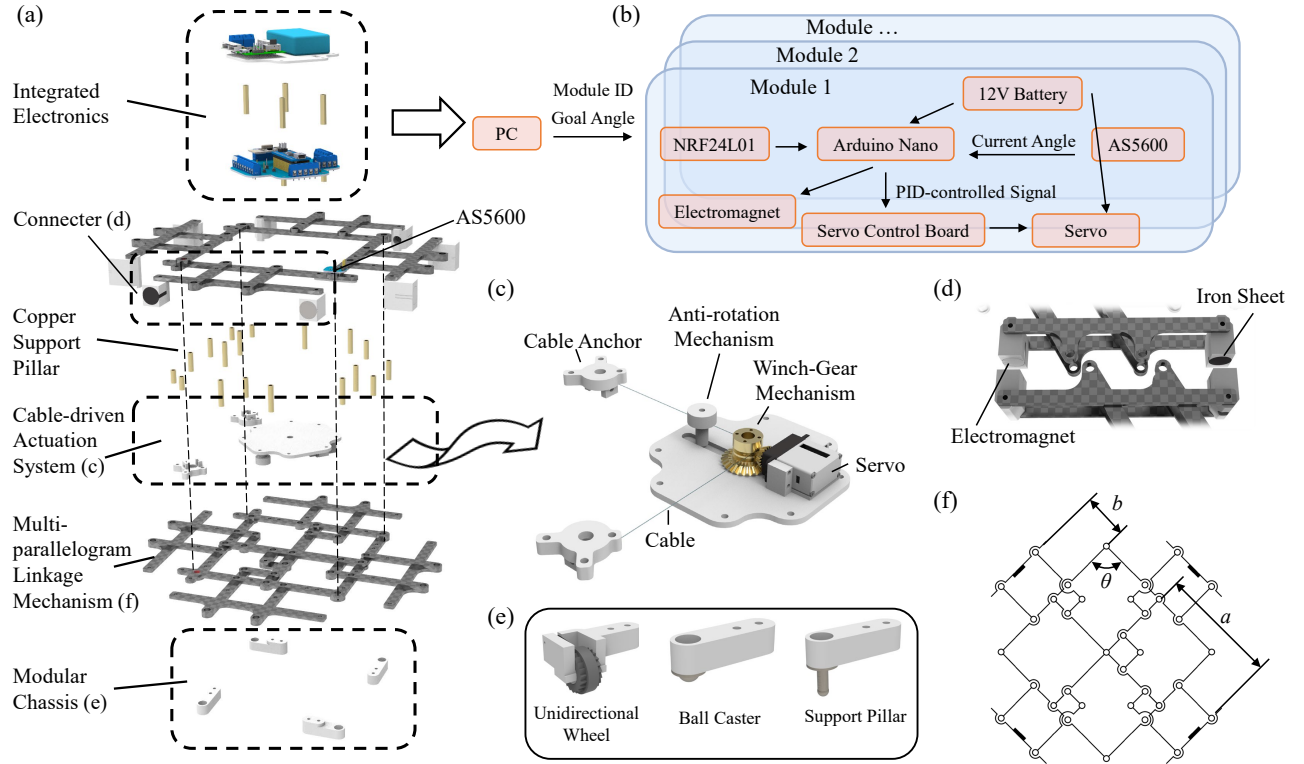 (a)
Integrated
Electronics
Connecter (d)
AS5600
Copper
Support
Pillar
Cable-driven
Actuation
System (c)
Multi-
parallelogram
Linkage
Mechanism (f)
Modular
Chassis (e)
(b)
PC
Module ID
Goal Angle
Module …
Module 2
Module 1
12V Battery
NRF24L01
Arduino Nano
Current Angle
AS5600
PID-controlled Signal
Electromagnet
Servo Control Board
Servo
(c)
Anti-rotation
Mechanism
Cable Anchor
Winch-Gear
Mechanism
Servo
Cable
(d)
Iron Sheet
Electromagnet
(e)
Unidirectional
Wheel
Ball Caster
Support Pillar
(f)
b
θ
a